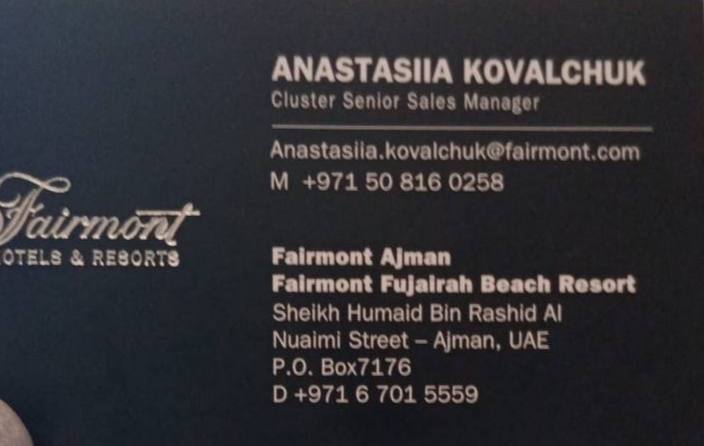 ANASTASIIA KOVALCHUK
Cluster Senior Sales Manager
Anastasiia.kovalchuk@fairmont.com
M +971 50 816 0258
Fairmont
OTELS & RESORTS
Fairmont Ajman
Fairmont Fujairah Beach Resort
Sheikh Humaid Bin Rashid Al
Nuaimi Street – Ajman, UAE
P.O. Box7176
D +971 6 701 5559